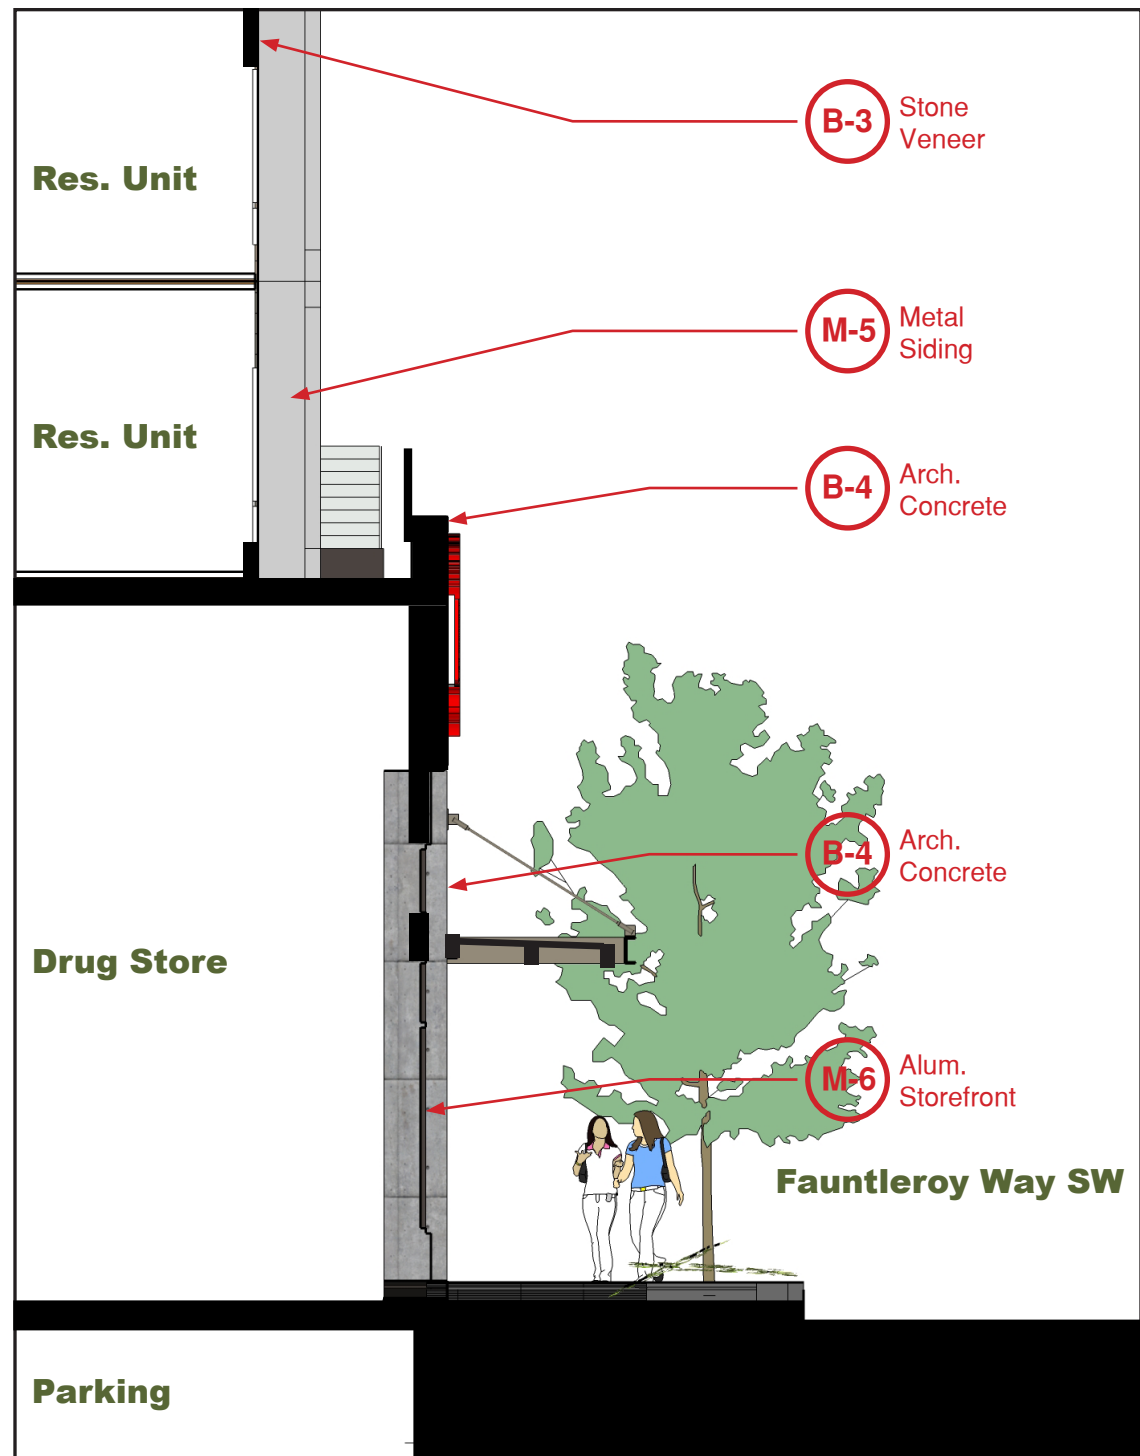 B-3 Stone
Veneer
Res. Unit
M-5 Metal
Siding
Res. Unit
B-4 Arch.
Concrete
B-4 Arch.
Concrete
Drug Store
M-6 Alum.
Storefront
Fauntleroy Way SW
Parking